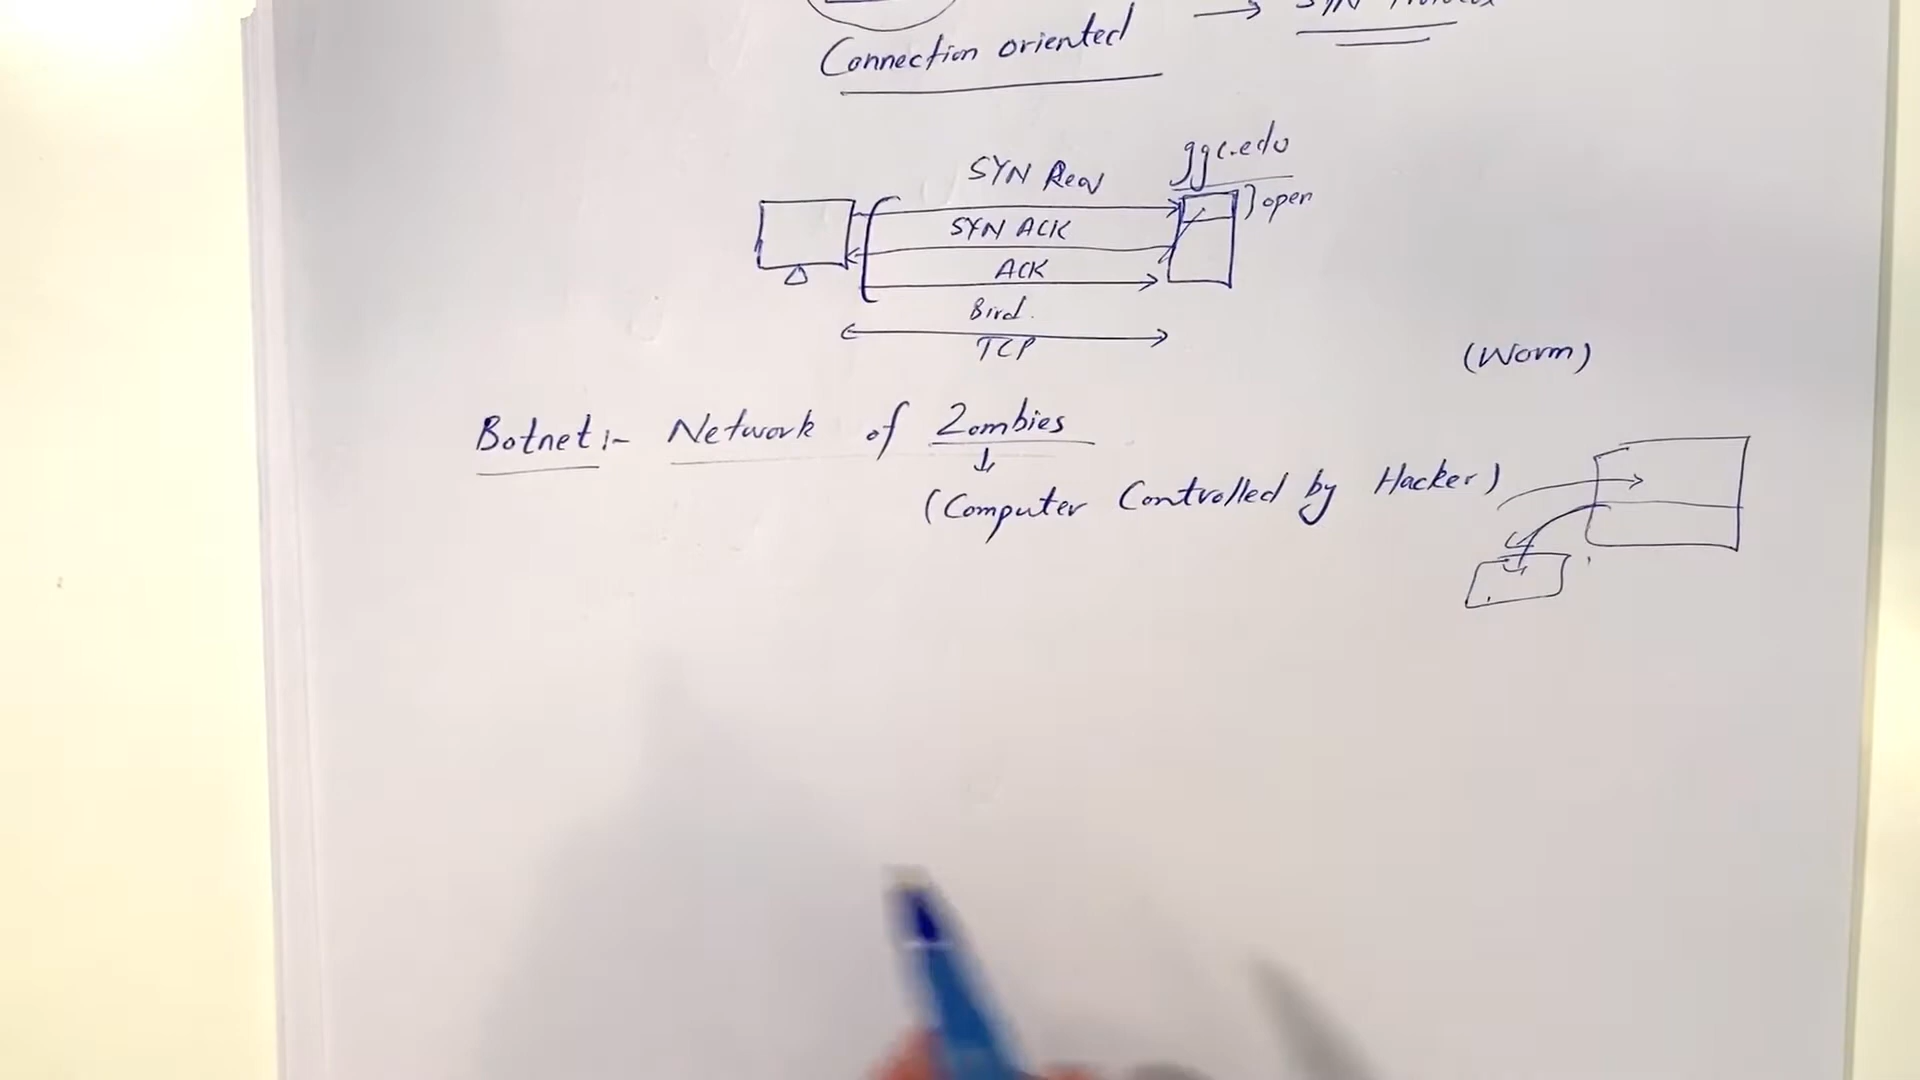 Connection oriented → SYN
ggc.edu
SYN Req
open
SYN ACK
ACK
Bird.
TCP
(Worm)
Botnet:- Network of Zombies
(Computer Controlled by Hacker)